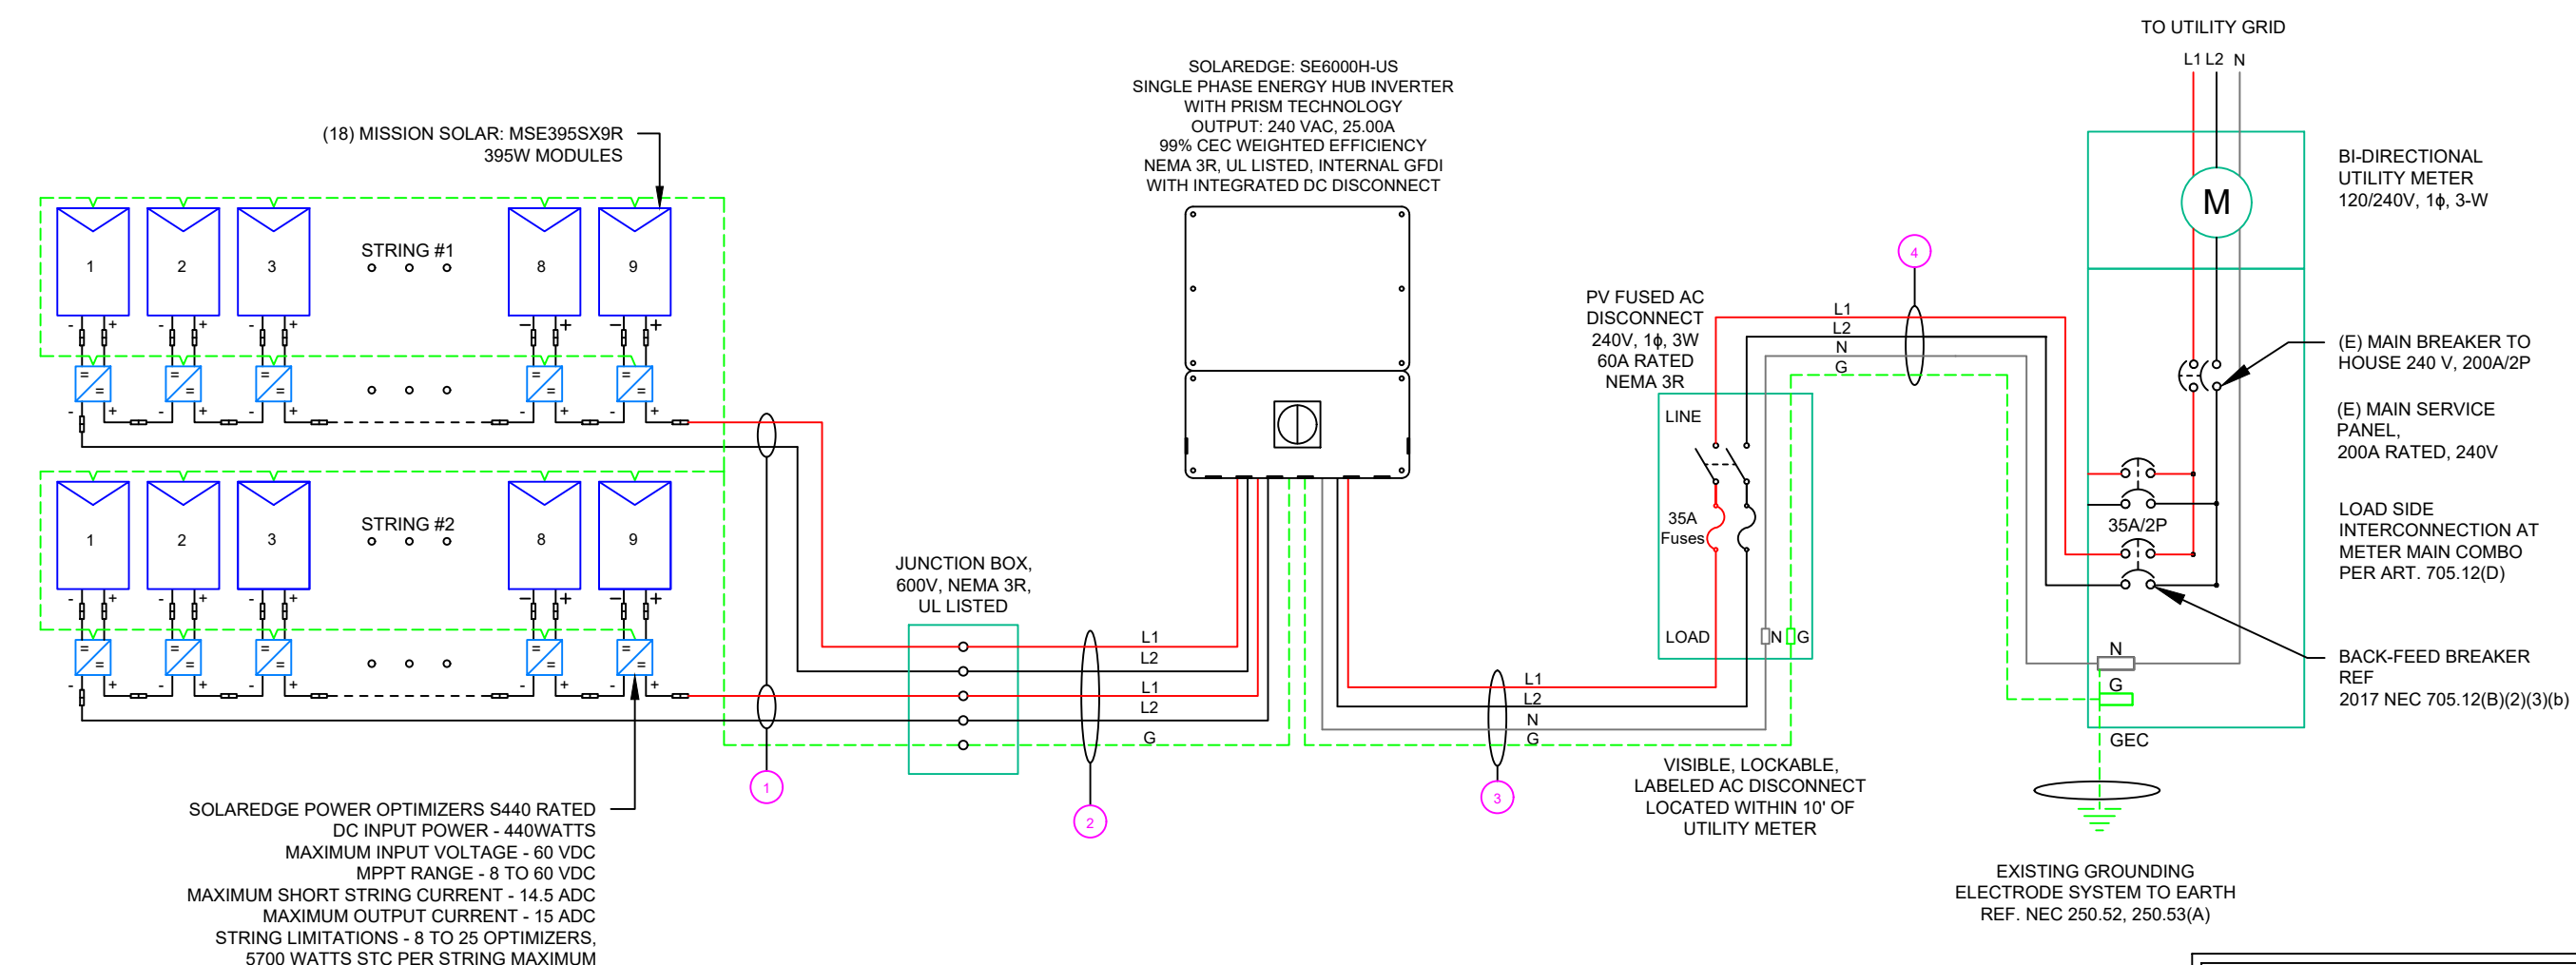 TO UTILITY GRID
L1 L2 N
SOLAREDGE: SE6000H-US
SINGLE PHASE ENERGY HUB INVERTER
WITH PRISM TECHNOLOGY
OUTPUT: 240 VAC, 25.00A
99% CEC WEIGHTED EFFICIENCY
NEMA 3R, UL LISTED, INTERNAL GFDI
WITH INTEGRATED DC DISCONNECT
(18) MISSION SOLAR: MSE395SX9R
395W MODULES
STRING #1
1 2 3 8 9
- + - + - + - + - +
= = = = =
= = = = =
- + - + - + - + - +
STRING #2
1 2 3 8 9
- + - + - + - + - +
= = = = =
= = = = =
- + - + - + - + - +
SOLAREDGE POWER OPTIMIZERS S440 RATED
DC INPUT POWER - 440WATTS
MAXIMUM INPUT VOLTAGE - 60 VDC
MPPT RANGE - 8 TO 60 VDC
MAXIMUM SHORT STRING CURRENT - 14.5 ADC
MAXIMUM OUTPUT CURRENT - 15 ADC
STRING LIMITATIONS - 8 TO 25 OPTIMIZERS,
5700 WATTS STC PER STRING MAXIMUM
1
JUNCTION BOX,
600V, NEMA 3R,
UL LISTED
L1
L2
L1
L2
G
2
L1
L2
N
G
3
PV FUSED AC
DISCONNECT
240V, 1ϕ, 3W
60A RATED
NEMA 3R
LINE
35A
Fuses
LOAD
N G
VISIBLE, LOCKABLE,
LABELED AC DISCONNECT
LOCATED WITHIN 10' OF
UTILITY METER
4
L1
L2
N
G
M
BI-DIRECTIONAL
UTILITY METER
120/240V, 1ϕ, 3-W
(E) MAIN BREAKER TO
HOUSE 240 V, 200A/2P
(E) MAIN SERVICE
PANEL,
200A RATED, 240V
35A/2P
LOAD SIDE
INTERCONNECTION AT
METER MAIN COMBO
PER ART. 705.12(D)
BACK-FEED BREAKER
REF
2017 NEC 705.12(B)(2)(3)(b)
N
G
GEC
EXISTING GROUNDING
ELECTRODE SYSTEM TO EARTH
REF. NEC 250.52, 250.53(A)